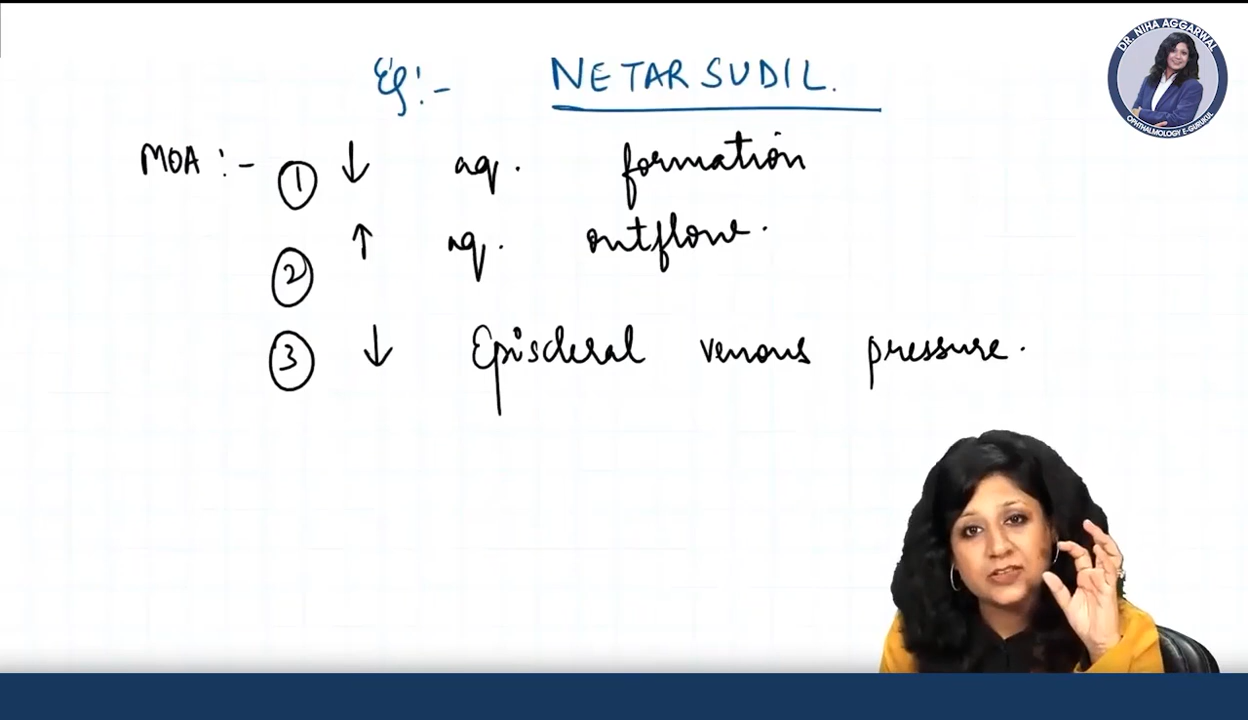 DR. NIHA AGGARWAL
OPHTHALMOLOGY E-GURUKUL
Eg:- NETARSUDIL.
MOA:- ① ↓ aq. formation
② ↑ aq. outflow.
③ ↓ Episcleral venous pressure.